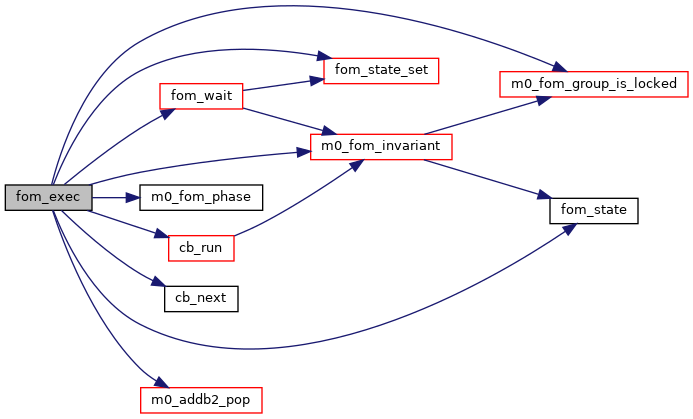 fom_state_set
m0_fom_group_is_locked
fom_wait
m0_fom_invariant
fom_exec
m0_fom_phase
fom_state
cb_run
cb_next
m0_addb2_pop